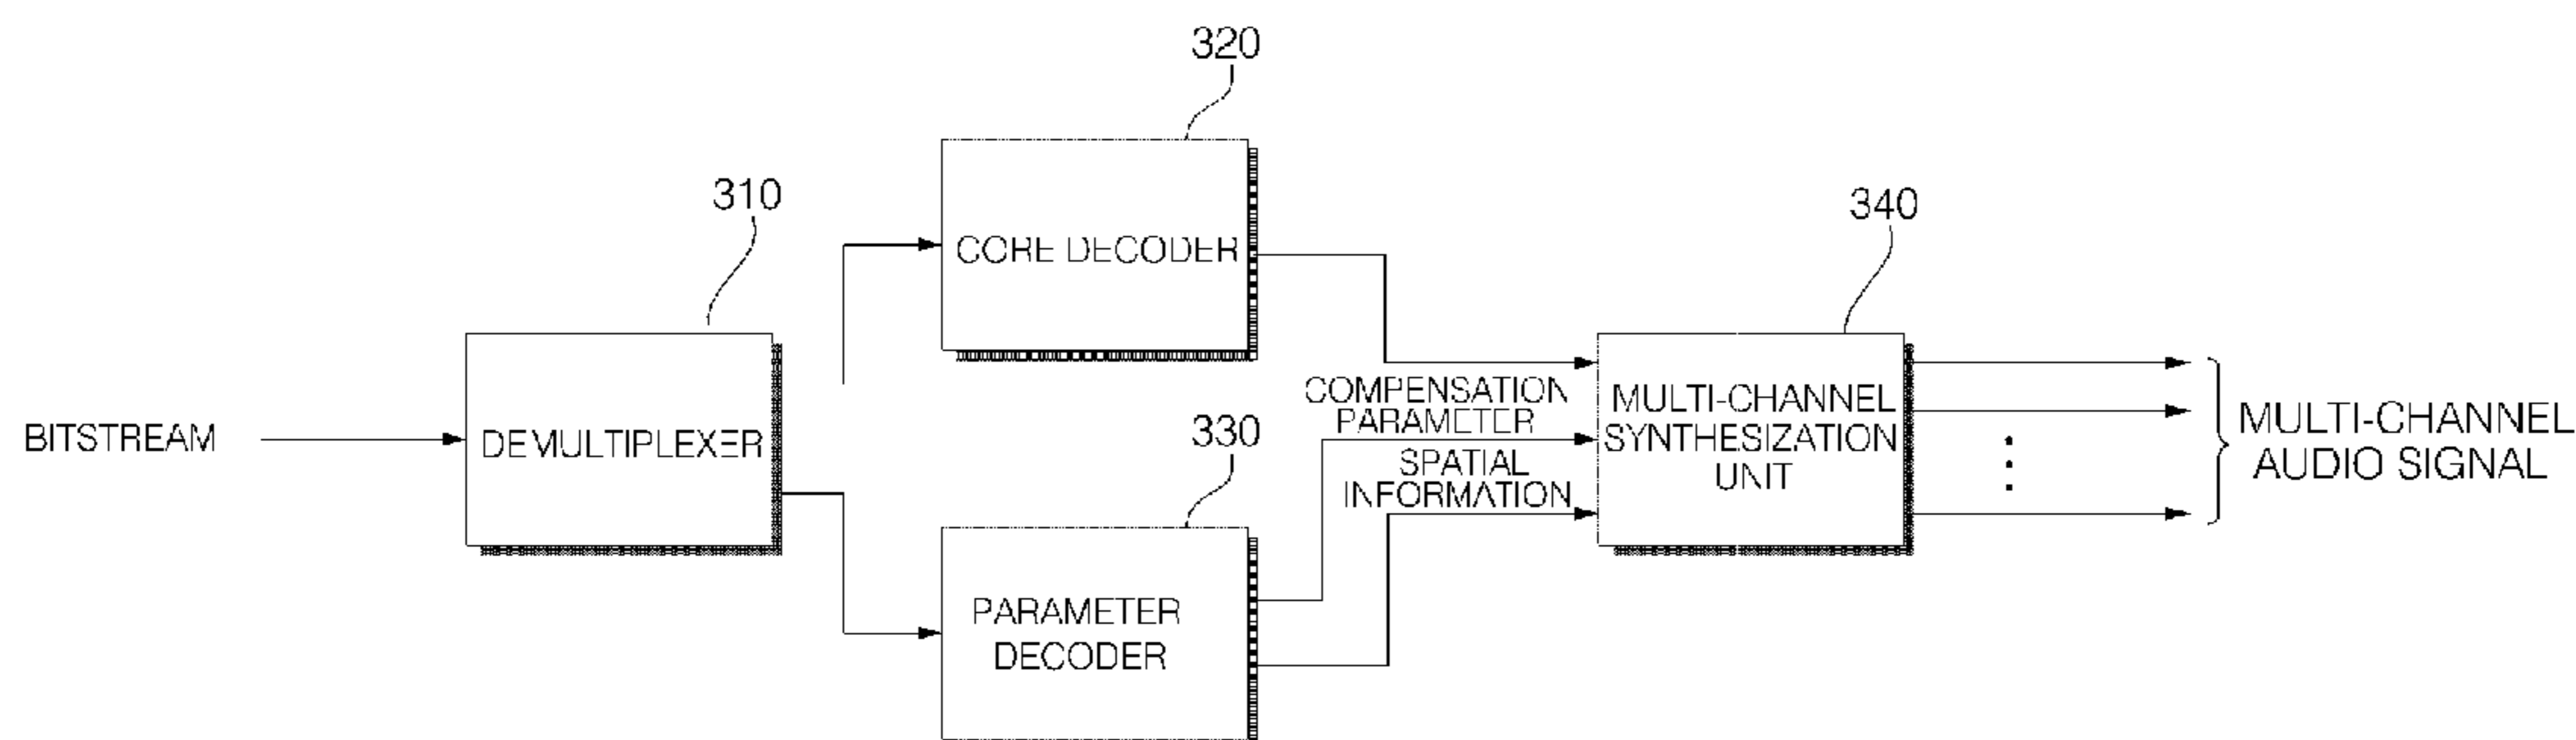 320
310
CORE DECODER
340
BITSTREAM
DEMULTIPLEXER
COMPENSATION
PARAMETER
330
SPATIAL
INFORMATION
MULTI-CHANNEL
SYNTHESIZATION
UNIT
MULTI-CHANNEL
AUDIO SIGNAL
PARAMETER
DECODER